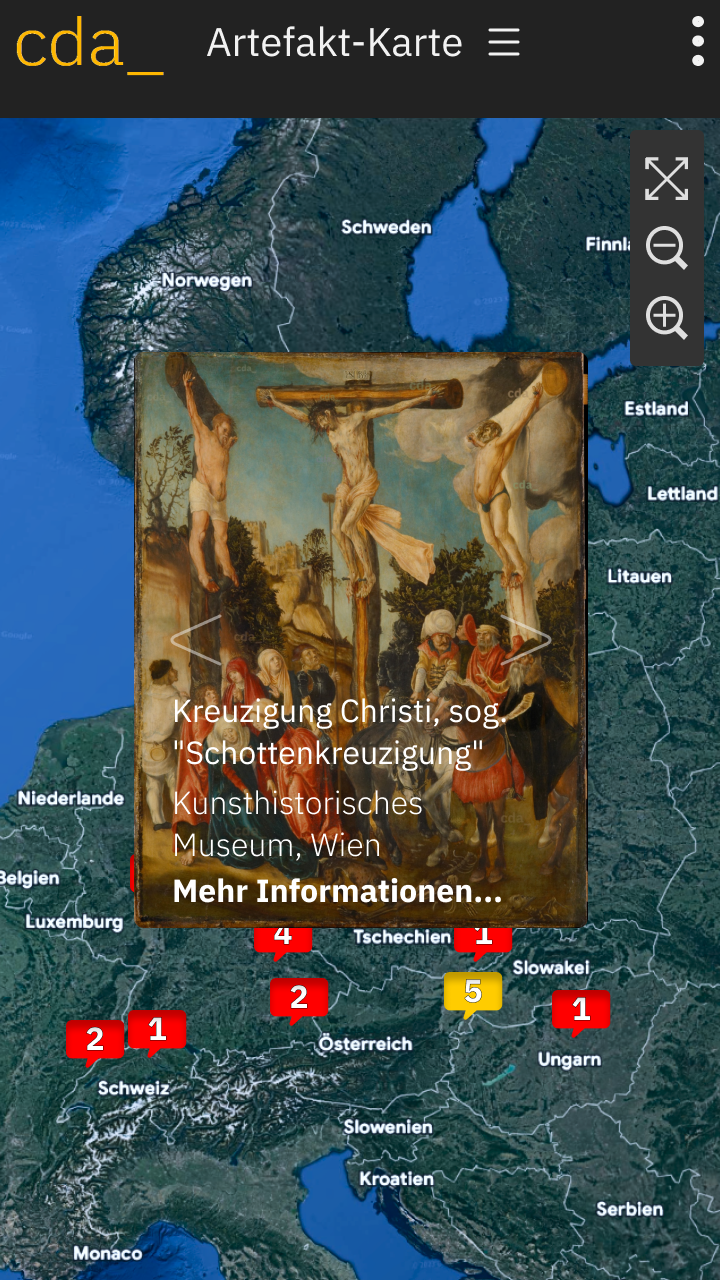 cda_
Artefakt-Karte
Schweden
Norwegen
Estland
Lettland
Litauen
Kreuzigung Christi, sog.
"Schottenkreuzigung"
Kunsthistorisches
Museum, Wien
Mehr Informationen...
Niederlande
Belgien
Luxemburg
4
Tschechien
1
Slowakei
2
5
1
2
1
Österreich
Ungarn
Schweiz
Slowenien
Kroatien
Serbien
Monaco